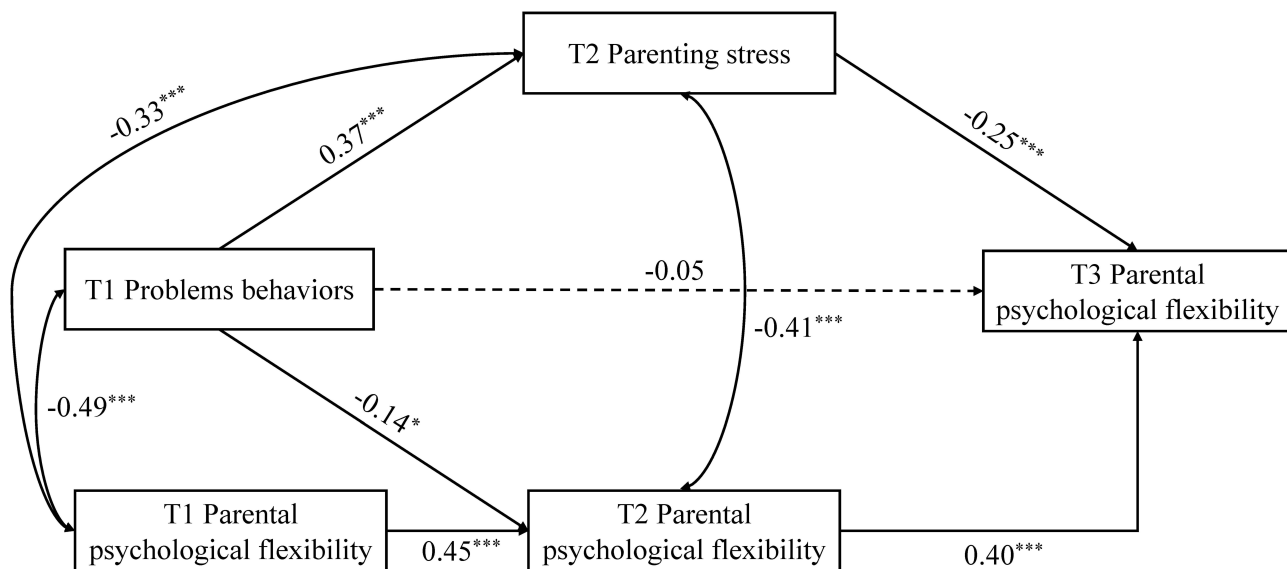 T2 Parenting stress
-0.33***
0.37***
-0.25***
T1 Problems behaviors
-0.05
T3 Parental
psychological flexibility
-0.41***
-0.49***
-0.14*
T1 Parental
psychological flexibility
0.45***
T2 Parental
psychological flexibility
0.40***